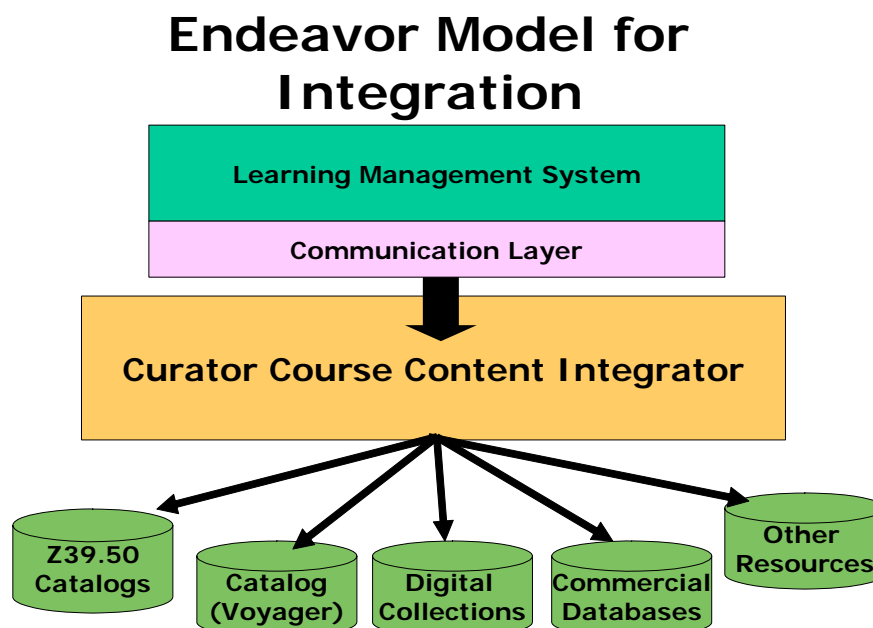 Endeavor Model for
Integration
Learning Management System
Communication Layer
Curator Course Content Integrator
Z39.50
Catalogs
Catalog
(Voyager)
Digital
Collections
Commercial
Databases
Other
Resources